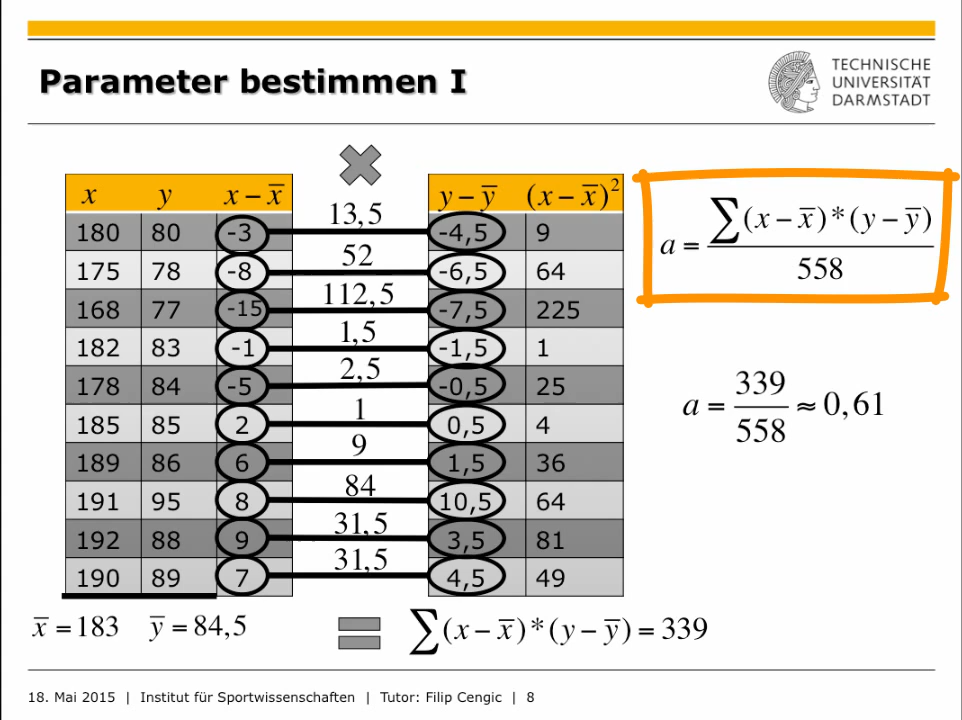 Parameter bestimmen I
TECHNISCHE
UNIVERSITÄT
DARMSTADT
x y x − x̅ y − y̅ (x − x̅)²
180 80 -3 13,5 -4,5 9
175 78 -8 52 -6,5 64
168 77 -15 112,5 -7,5 225
182 83 -1 1,5 -1,5 1
178 84 -5 2,5 -0,5 25
185 85 2 1 0,5 4
189 86 6 9 1,5 36
191 95 8 84 10,5 64
192 88 9 31,5 3,5 81
190 89 7 31,5 4,5 49
x̅ = 183 y̅ = 84,5
∑(x − x̅)*(y − y̅) = 339
a = ∑(x − x̅)*(y − y̅) / 558
a = 339 / 558 ≈ 0,61
18. Mai 2015 | Institut für Sportwissenschaften | Tutor: Filip Cengic | 8